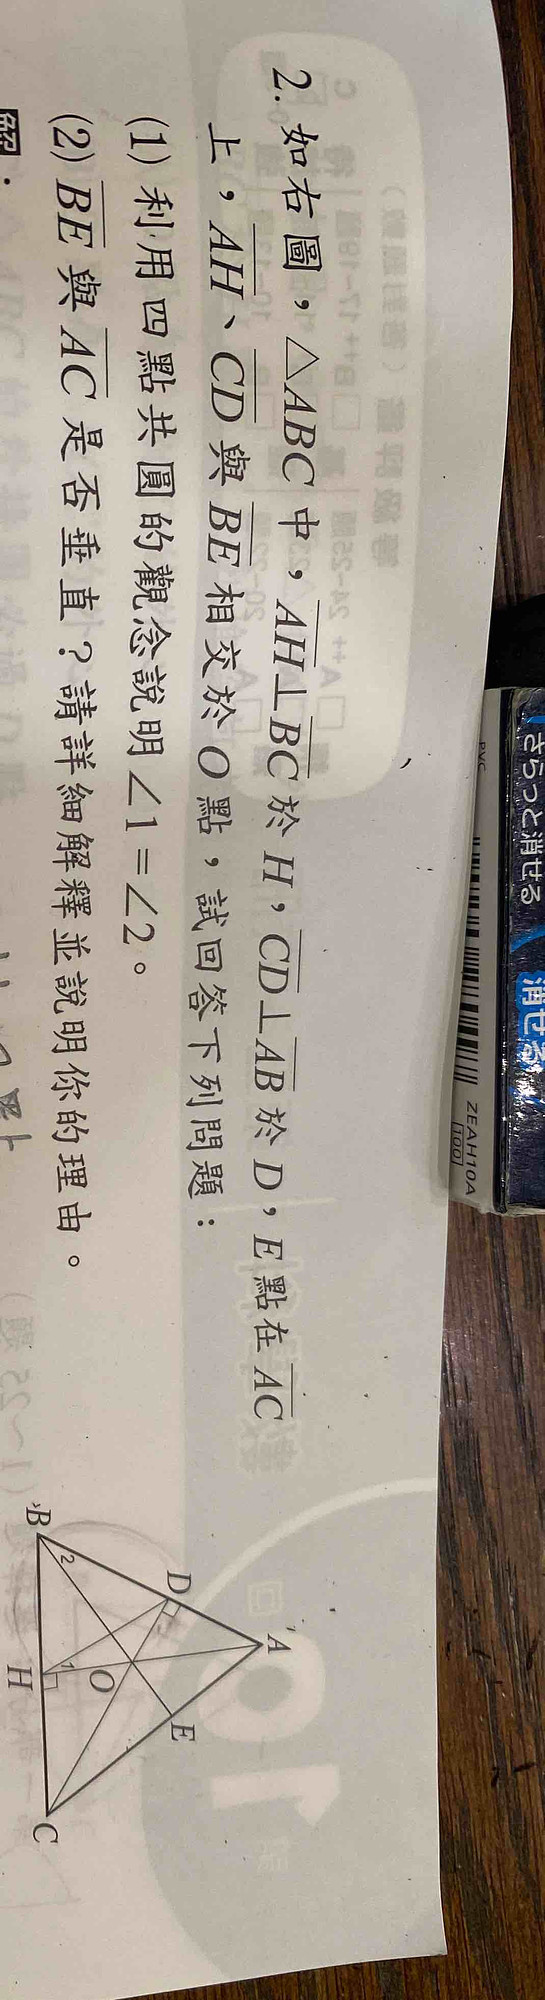 2. 如右圖，△ABC 中，AH⊥BC 於 H，CD⊥AB 於 D，E 點在 AC
上，AH、CD 與 BE 相交於 O 點，試回答下列問題：
(1) 利用四點共圓的觀念說明∠1=∠2。
(2) BE 與 AC 是否垂直？請詳細解釋並說明你的理由。
解：
A
D
E
O
1
2
B
H
C
さらっと消せる
消せる
PVC
ZEAH10A
100